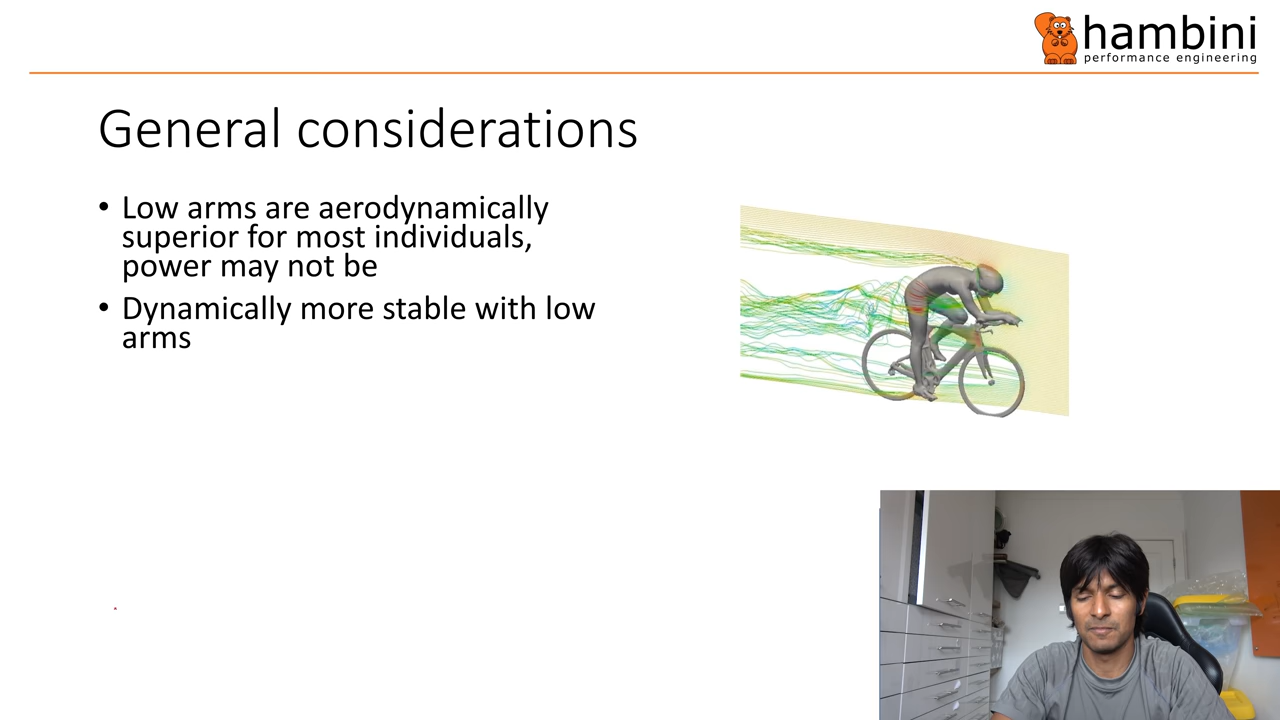 hambini
performance engineering
General considerations
• Low arms are aerodynamically
superior for most individuals,
power may not be
• Dynamically more stable with low
arms